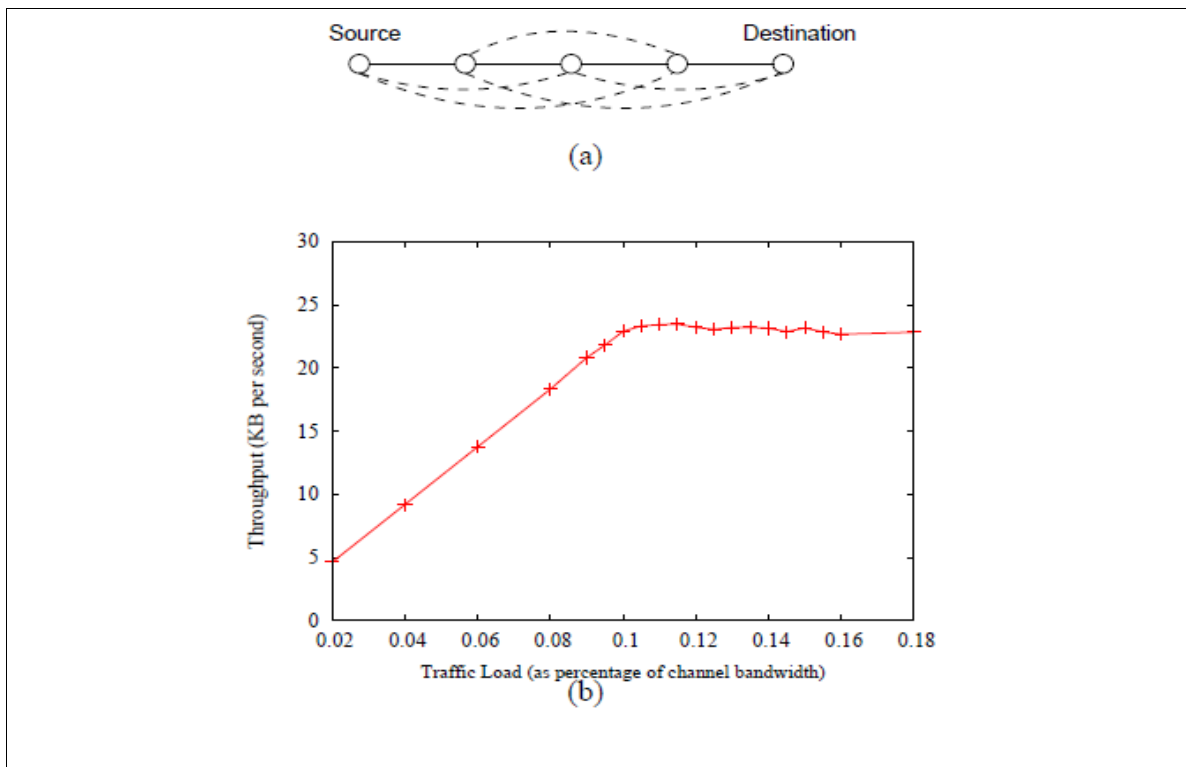 Source Destination
(a)
30
25
20
15
10
5
0
Throughput (KB per second)
0.02 0.04 0.06 0.08 0.1 0.12 0.14 0.16 0.18
Traffic Load (as percentage of channel bandwidth)
(b)